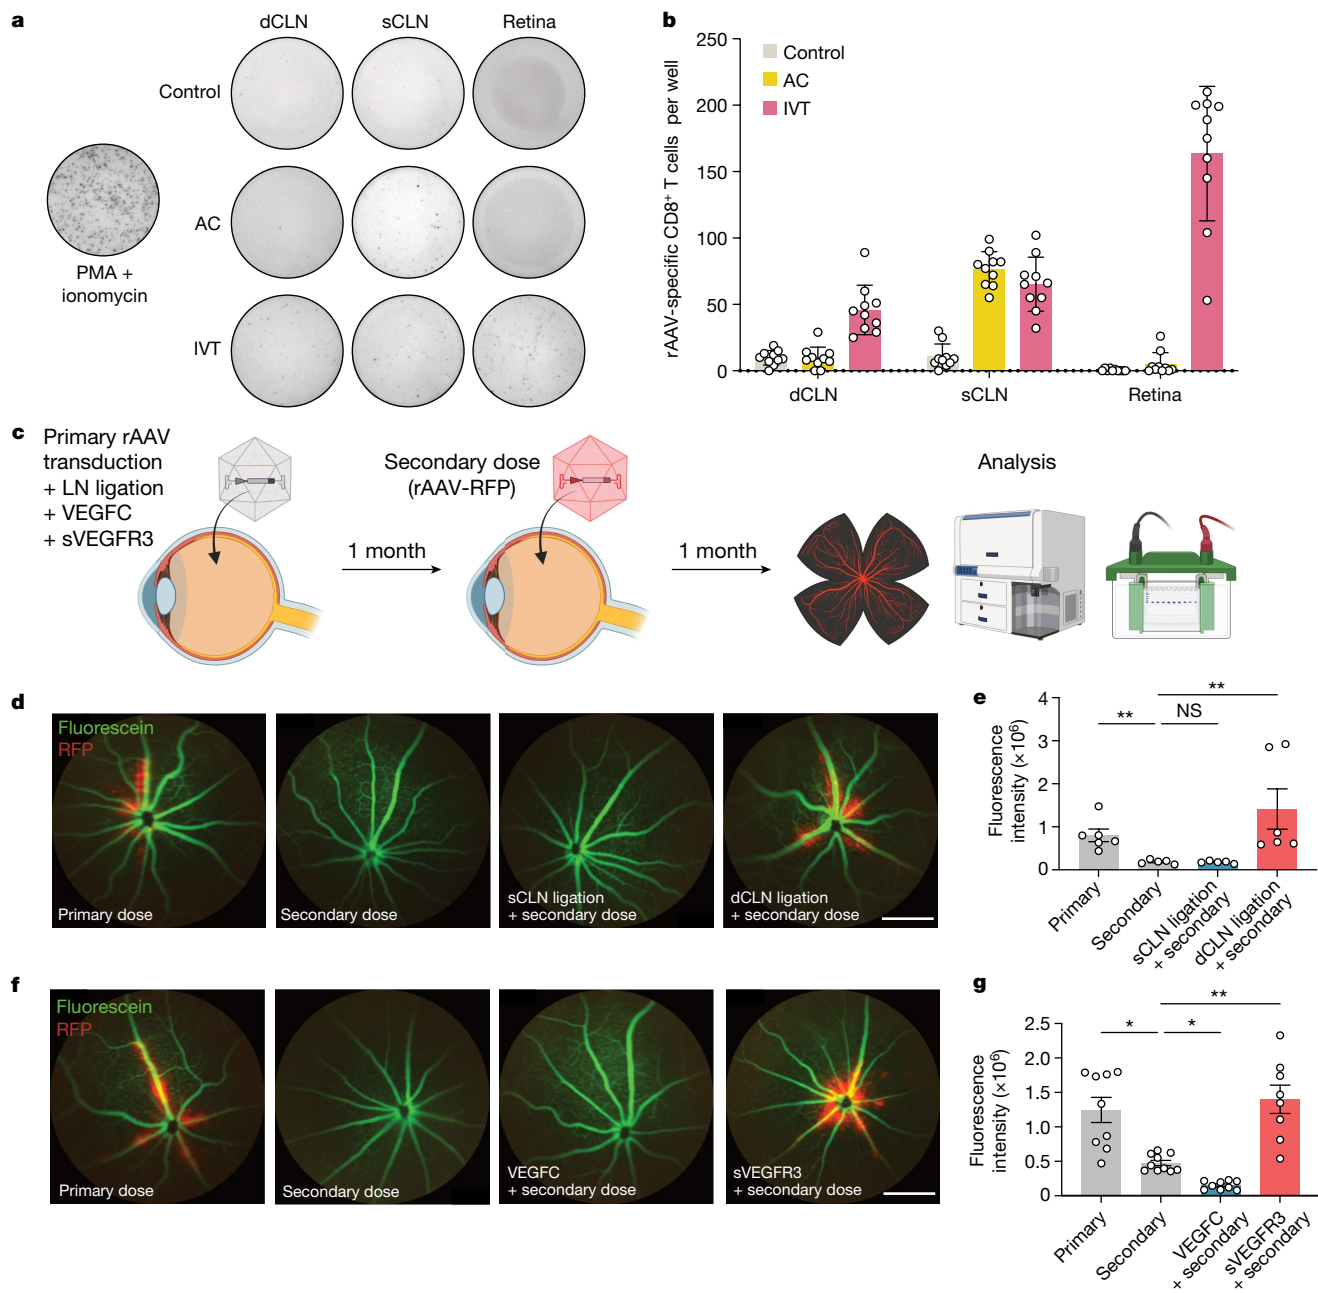 a
dCLN sCLN Retina
Control
AC
IVT
PMA +
ionomycin
b
rAAV-specific CD8⁺ T cells per well
250
200
150
100
50
0
Control
AC
IVT
dCLN sCLN Retina
c
Primary rAAV
transduction
+ LN ligation
+ VEGFC
+ sVEGFR3
1 month
Secondary dose
(rAAV-RFP)
1 month
Analysis
d
Fluorescein
RFP
Primary dose
Secondary dose
sCLN ligation
+ secondary dose
dCLN ligation
+ secondary dose
e
Fluorescence
intensity (×10⁶)
4
3
2
1
0
** NS **
Primary
Secondary
sCLN ligation
+ secondary
dCLN ligation
+ secondary
f
Fluorescein
RFP
Primary dose
Secondary dose
VEGFC
+ secondary dose
sVEGFR3
+ secondary dose
g
Fluorescence
intensity (×10⁶)
2.5
2.0
1.5
1.0
0.5
0
* * **
Primary
Secondary
VEGFC
+ secondary
sVEGFR3
+ secondary